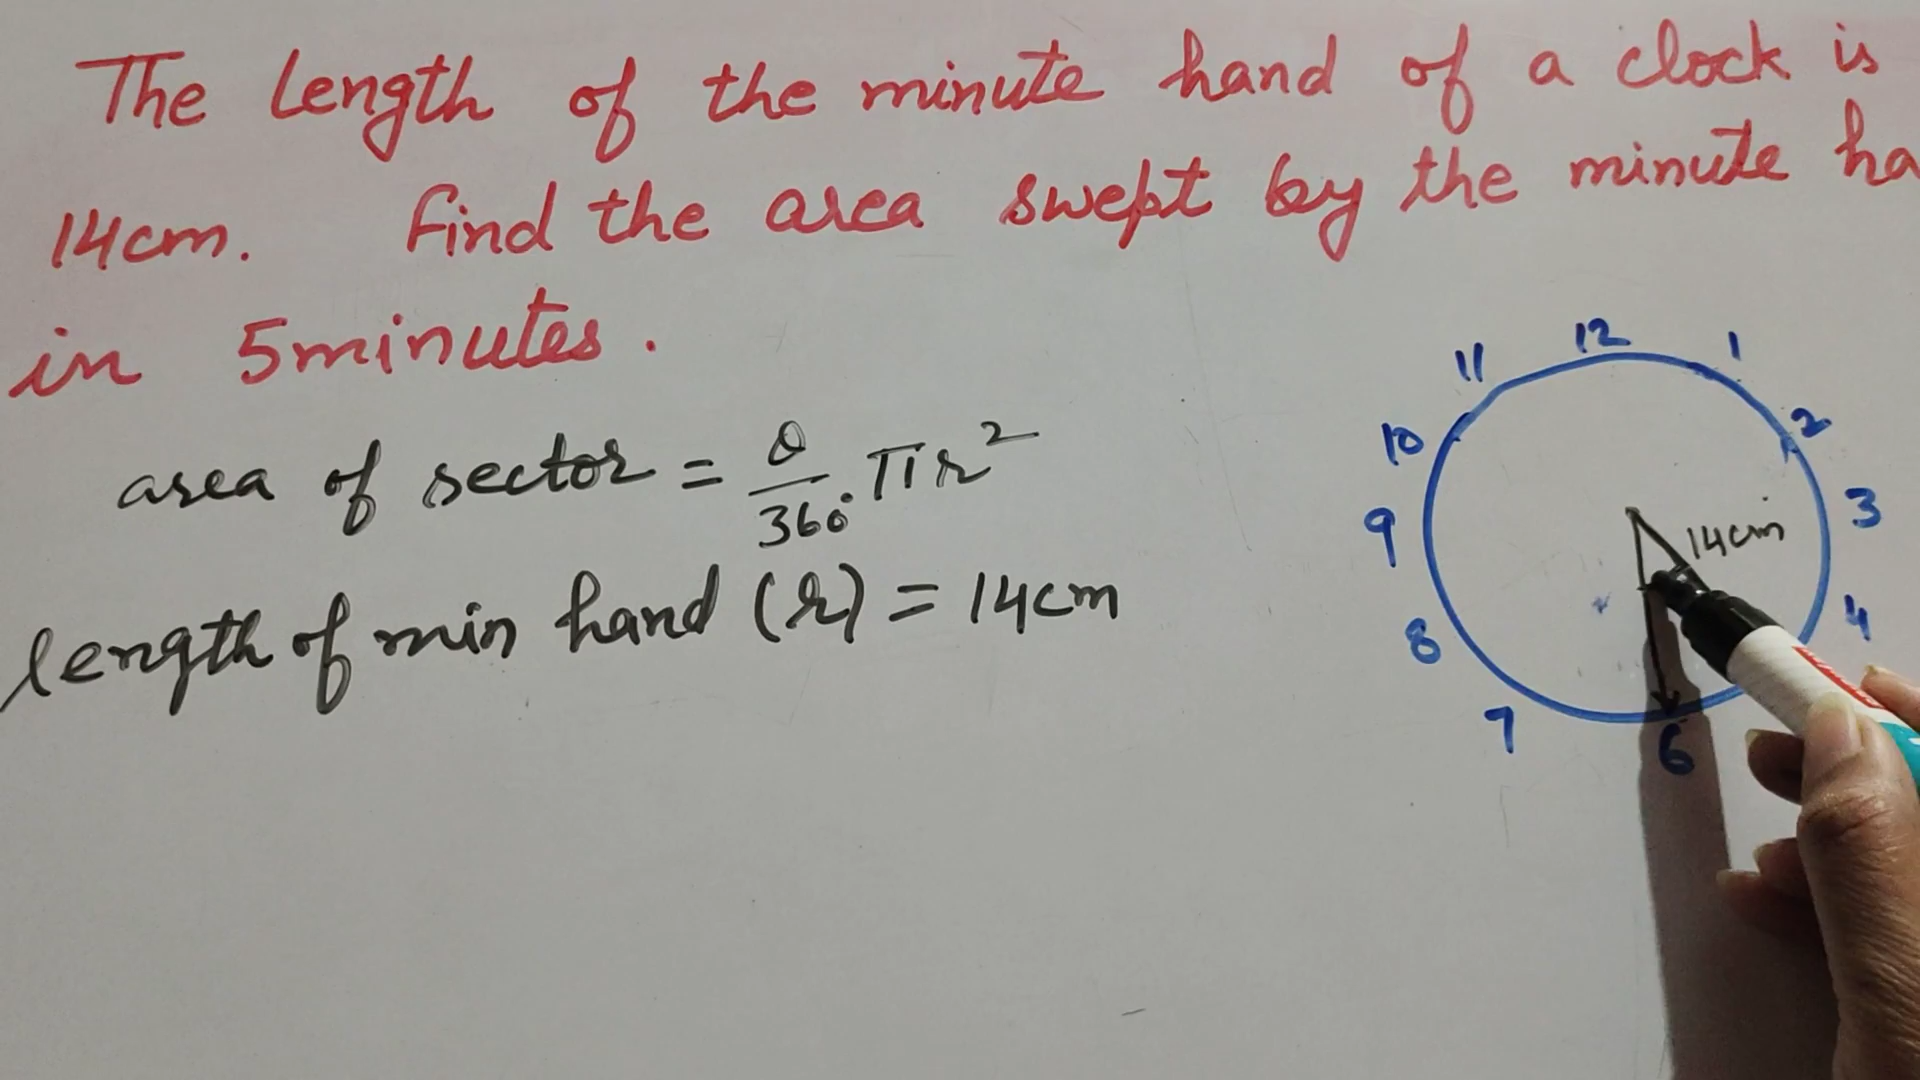 The length of the minute hand of a clock is
14cm. Find the area swept by the minute ha
in 5minutes.
area of sector = θ/360° πr²
length of min hand (r) = 14cm
12
11
1
10
2
9
3
14cm
8
4
7
6